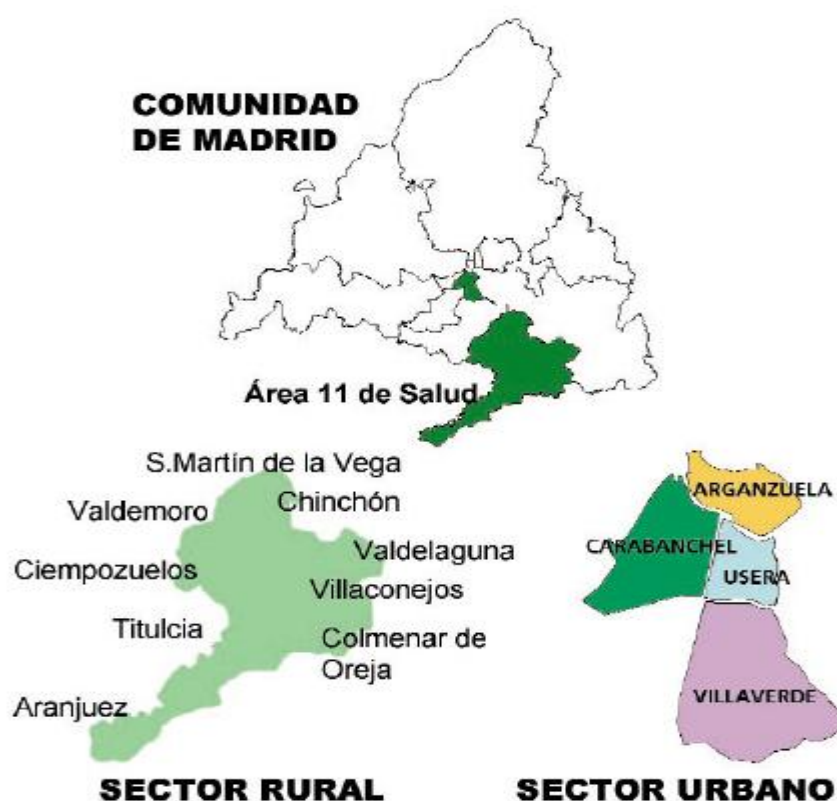 COMUNIDAD
DE MADRID
Área 11 de Salud
S.Martín de la Vega
Chinchón
Valdemoro
Valdelaguna
Ciempozuelos
Villaconejos
Titulcia
Colmenar de
Oreja
Aranjuez
SECTOR RURAL
ARGANZUELA
CARABANCHEL
USERA
VILLAVERDE
SECTOR URBANO